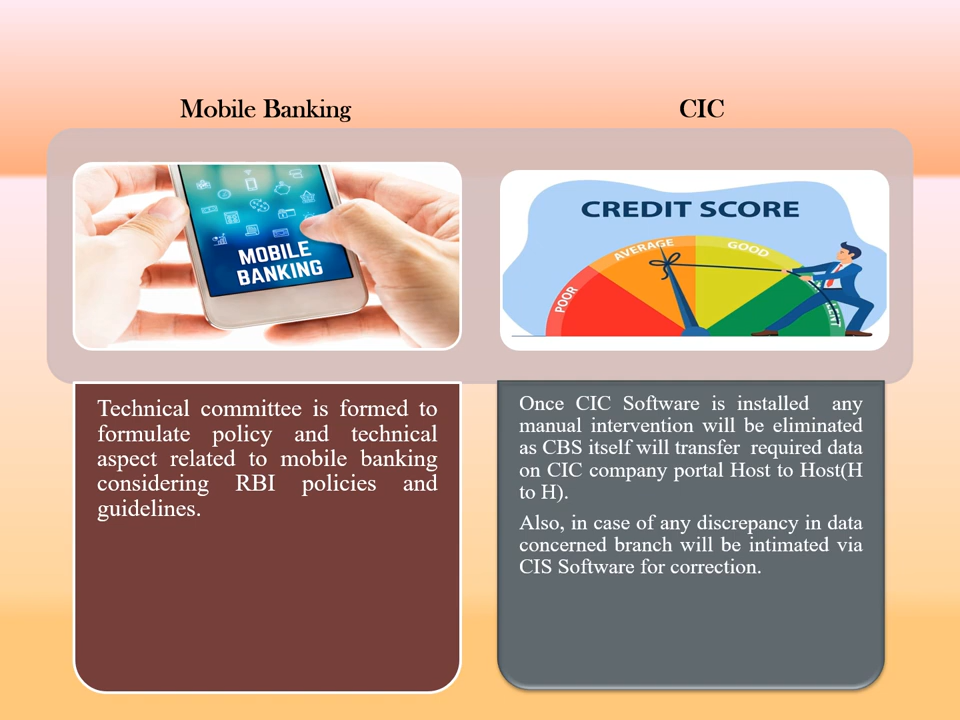 Mobile Banking
CIC
MOBILE
BANKING
CREDIT SCORE
POOR
AVERAGE
GOOD
Technical committee is formed to
formulate policy and technical
aspect related to mobile banking
considering RBI policies and
guidelines.
Once CIC Software is installed any
manual intervention will be eliminated
as CBS itself will transfer required data
on CIC company portal Host to Host(H
to H).
Also, in case of any discrepancy in data
concerned branch will be intimated via
CIS Software for correction.